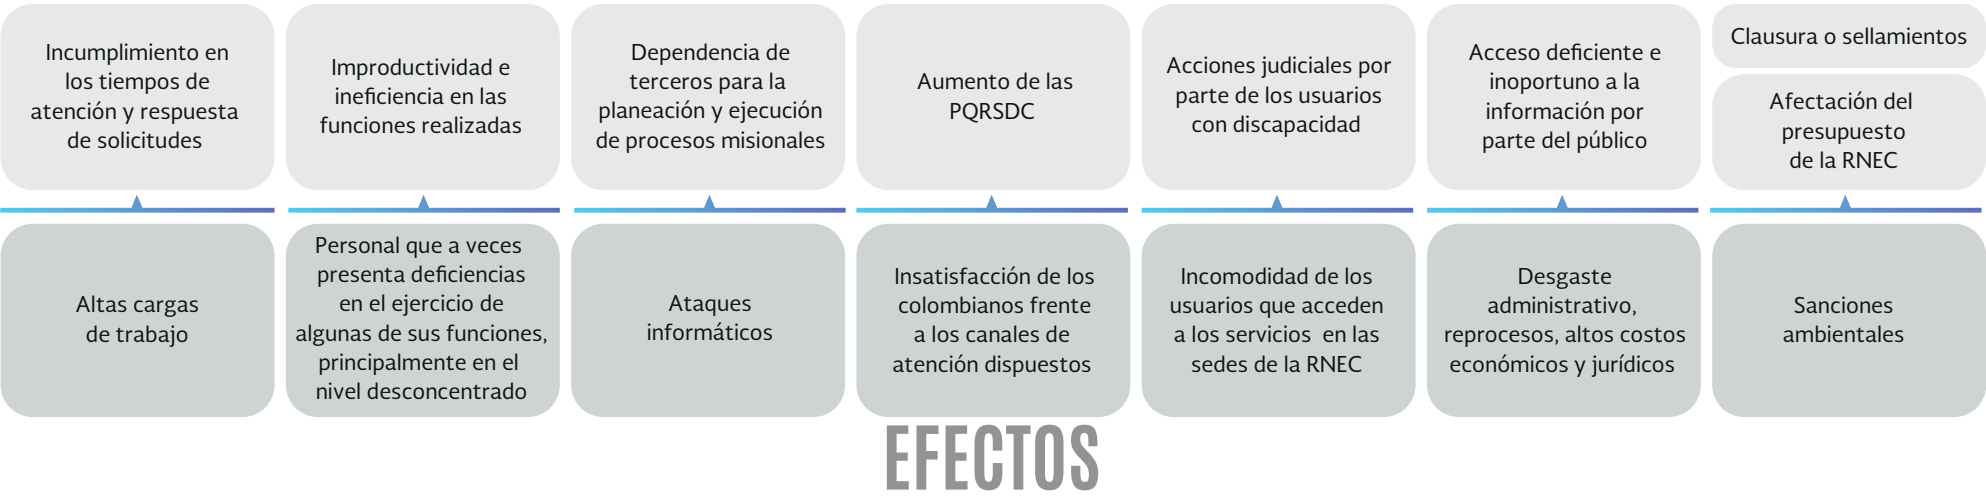 Incumplimiento en
los tiempos de
atención y respuesta
de solicitudes
Improductividad e
ineficiencia en las
funciones realizadas
Dependencia de
terceros para la
planeación y ejecución
de procesos misionales
Aumento de las
PQRSDC
Acciones judiciales por
parte de los usuarios
con discapacidad
Acceso deficiente e
inoportuno a la
información por
parte del público
Clausura o sellamientos
Afectación del
presupuesto
de la RNEC
Altas cargas
de trabajo
Personal que a veces
presenta deficiencias
en el ejercicio de
algunas de sus funciones,
principalmente en el
nivel desconcentrado
Ataques
informáticos
Insatisfacción de los
colombianos frente
a los canales de
atención dispuestos
Incomodidad de los
usuarios que acceden
a los servicios  en las
sedes de la RNEC
Desgaste
administrativo,
reprocesos, altos costos
económicos y jurídicos
Sanciones
ambientales
EFECTOS